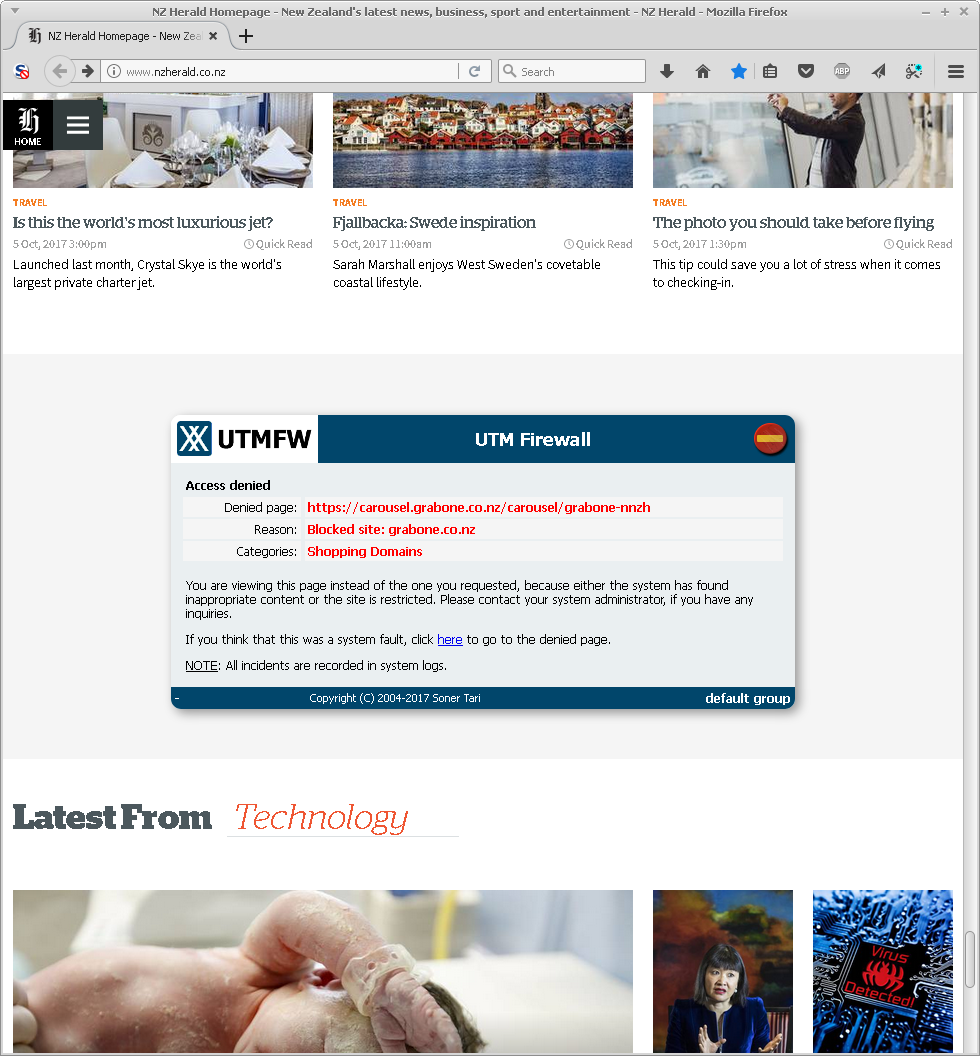 NZ Herald Homepage - New Zealand's latest news, business, sport and entertainment - NZ Herald - Mozilla Firefox
NZ Herald Homepage - New Zea
www.nzherald.co.nz
Search
ABP
HOME
TRAVEL
Is this the world's most luxurious jet?
5 Oct, 2017 3:00pm
Quick Read
Launched last month, Crystal Skye is the world's
largest private charter jet.
TRAVEL
Fjallbacka: Swede inspiration
5 Oct, 2017 11:00am
Quick Read
Sarah Marshall enjoys West Sweden's covetable
coastal lifestyle.
TRAVEL
The photo you should take before flying
5 Oct, 2017 1:30pm
Quick Read
This tip could save you a lot of stress when it comes
to checking-in.
UTMFW
UTM Firewall
Access denied
Denied page: https://carousel.grabone.co.nz/carousel/grabone-nnzh
Reason: Blocked site: grabone.co.nz
Categories: Shopping Domains
You are viewing this page instead of the one you requested, because either the system has found
inappropriate content or the site is restricted. Please contact your system administrator, if you have any
inquiries.
If you think that this was a system fault, click here to go to the denied page.
NOTE: All incidents are recorded in system logs.
-
Copyright (C) 2004-2017 Soner Tari
default group
Latest From Technology
Virus
Detected!